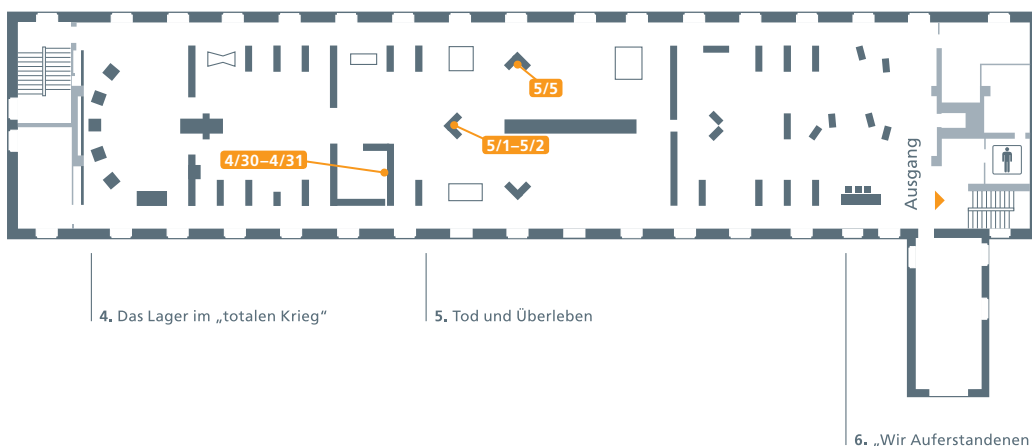 5/5
5/1–5/2
4/30–4/31
Ausgang
4. Das Lager im „totalen Krieg“
5. Tod und Überleben
6. „Wir Auferstandenen